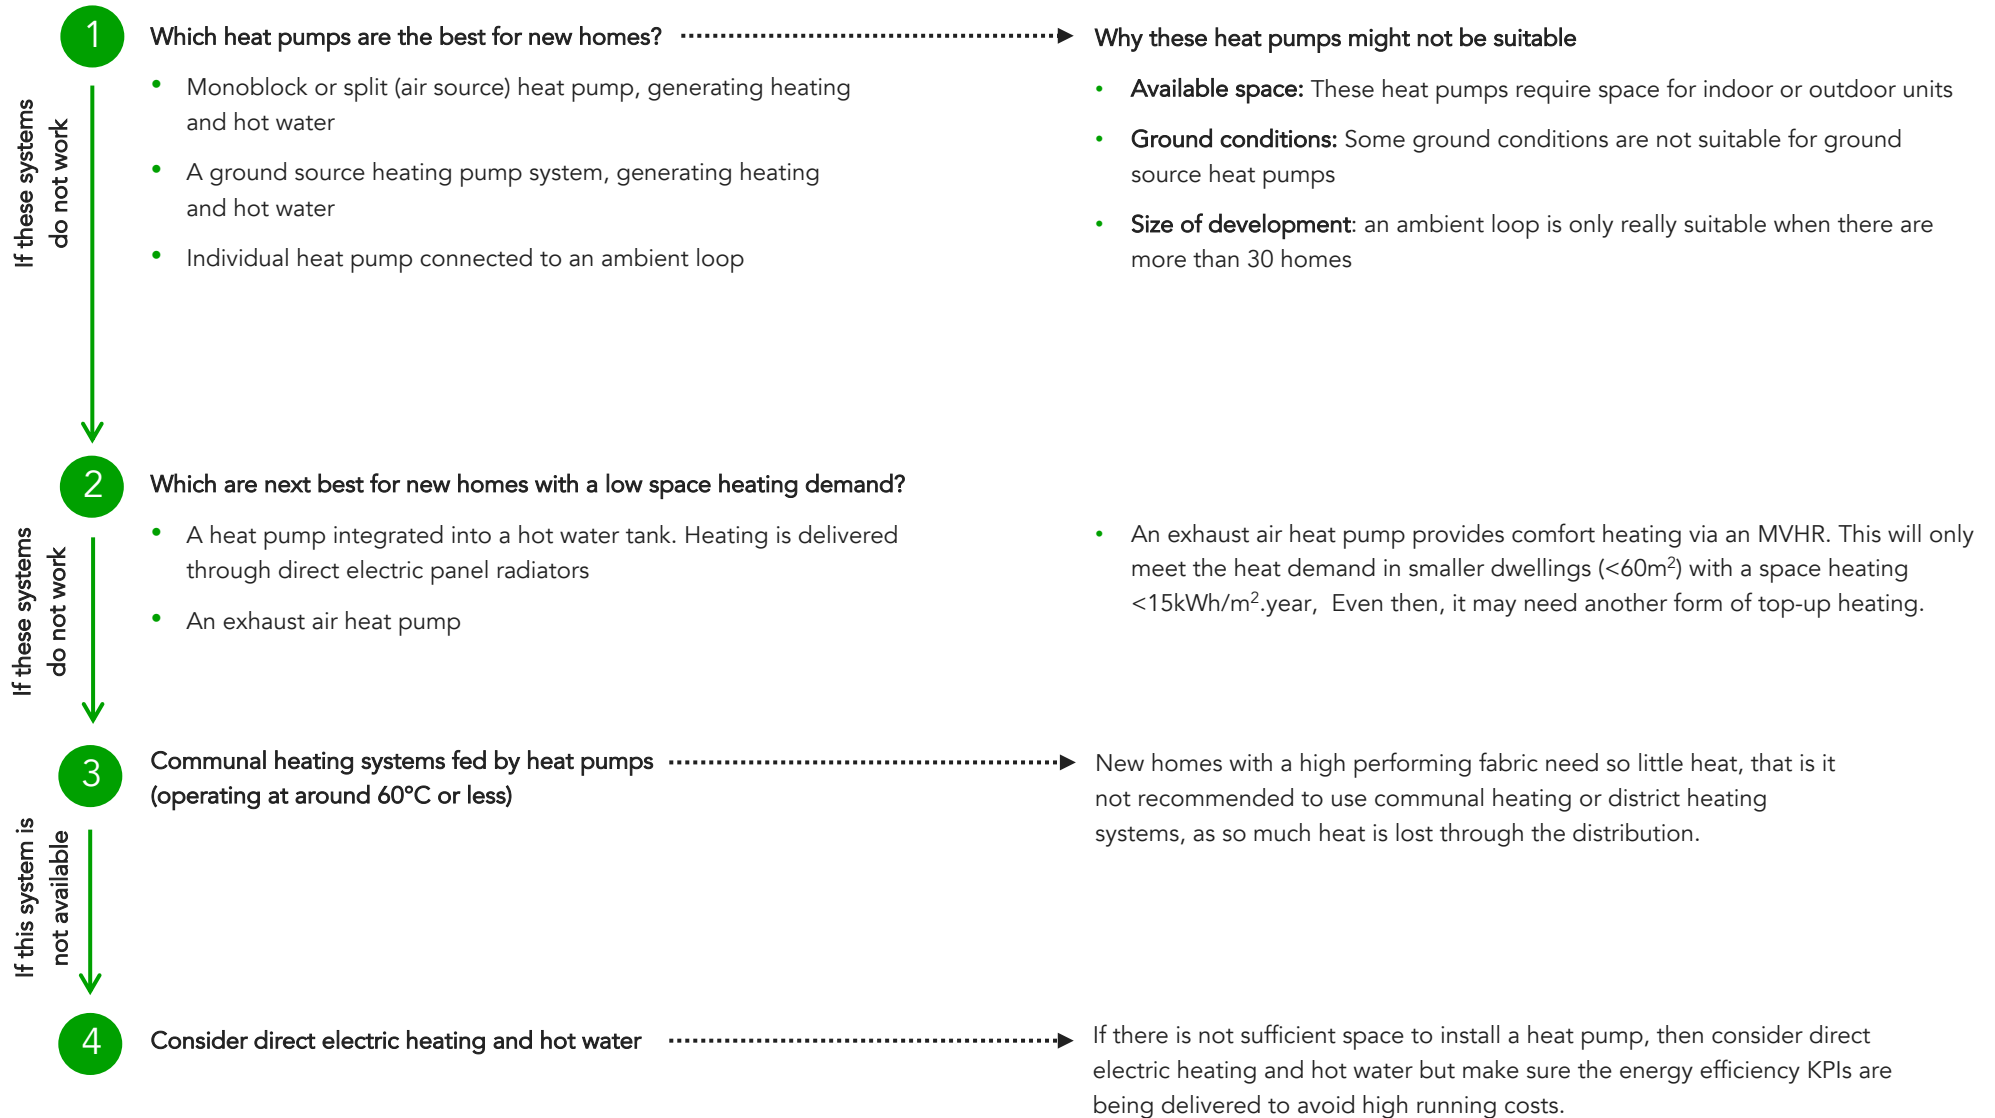 1
Which heat pumps are the best for new homes?
• Monoblock or split (air source) heat pump, generating heating
and hot water
• A ground source heating pump system, generating heating
and hot water
• Individual heat pump connected to an ambient loop
Why these heat pumps might not be suitable
• Available space: These heat pumps require space for indoor or outdoor units
• Ground conditions: Some ground conditions are not suitable for ground
source heat pumps
• Size of development: an ambient loop is only really suitable when there are
more than 30 homes
If these systems
do not work
2
Which are next best for new homes with a low space heating demand?
• A heat pump integrated into a hot water tank. Heating is delivered
through direct electric panel radiators
• An exhaust air heat pump
• An exhaust air heat pump provides comfort heating via an MVHR. This will only
meet the heat demand in smaller dwellings (<60m²) with a space heating
<15kWh/m².year, Even then, it may need another form of top-up heating.
If these systems
do not work
3
Communal heating systems fed by heat pumps
(operating at around 60°C or less)
New homes with a high performing fabric need so little heat, that is it
not recommended to use communal heating or district heating
systems, as so much heat is lost through the distribution.
If this system is
not available
4
Consider direct electric heating and hot water
If there is not sufficient space to install a heat pump, then consider direct
electric heating and hot water but make sure the energy efficiency KPIs are
being delivered to avoid high running costs.